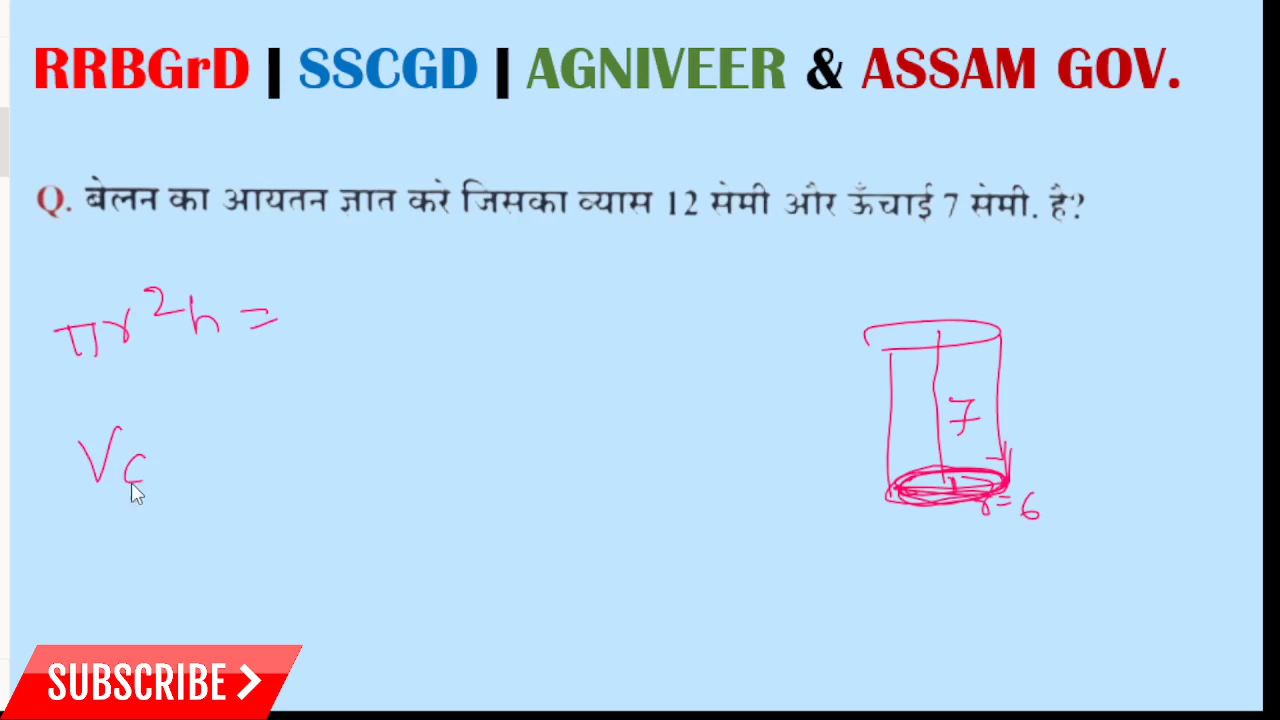 RRBGrD | SSCGD | AGNIVEER & ASSAM GOV.
Q. बेलन का आयतन ज्ञात करें जिसका व्यास 12 सेमी और ऊँचाई 7 सेमी. है?
πr²h =
7
Vc
r = 6
SUBSCRIBE